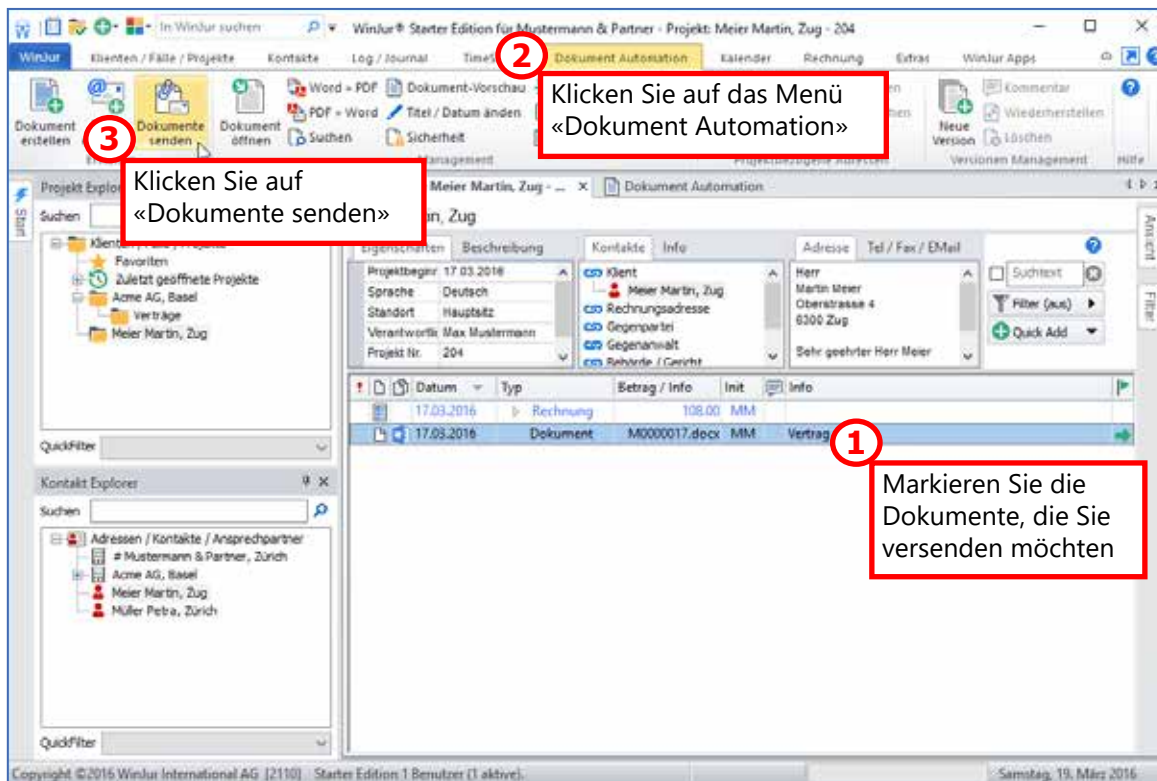 In WinJur suchen
WinJur® Starter Edition für Mustermann & Partner - Projekt: Meier Martin, Zug - 204
WinJur Klienten / Fälle / Projekte Kontakte Log / Journal Dokument Automation Kalender Rechnung Extras WinJur Apps
2
Klicken Sie auf das Menü
«Dokument Automation»
Dokument
erstellen
Dokumente
senden
Dokument
öffnen
Word » PDF Dokument-Vorschau
PDF » Word Titel / Datum ändern
Suchen Sicherheit
Management
Neue
Version
Kommentar
Wiederherstellen
Löschen
Versionen Management
Hilfe
3
Klicken Sie auf
«Dokumente senden»
Start
Projekt
Suchen
Klienten / Fälle / Projekte
Favoriten
Zuletzt geöffnete Projekte
Acme AG, Basel
Verträge
Meier Martin, Zug
QuickFilter
Kontakt Explorer
Suchen
Adressen / Kontakte / Ansprechpartner
# Mustermann & Partner, Zürich
Acme AG, Basel
Meier Martin, Zug
Müller Petra, Zürich
QuickFilter
Meier Martin, Zug - ... Dokument Automation
Zug
Eigenschaften Beschreibung
Projektbeginn 17.03.2016
Sprache Deutsch
Standort Hauptsitz
Max Mustermann
Projekt Nr. 204
Kontakte Info
Klient
Meier Martin, Zug
Rechnungsadresse
Gegenpartei
Gegenanwalt
Behörde / Gericht
Adresse Tel / Fax / EMail
Herr
Martin Meier
Oberstrasse 4
6300 Zug
Sehr geehrter Herr Meier
Suchtext
Filter (aus)
Quick Add
Ansicht
Filter
Datum Typ Betrag / Info Init Info
17.03.2016 Rechnung 108.00 MM
17.03.2016 Dokument M0000017.docx MM Vertrag
1
Markieren Sie die
Dokumente, die Sie
versenden möchten
Copyright ©2016 WinJur International AG [2110] Starter Edition 1 Benutzer (1 aktive).
Samstag, 19. März 2016